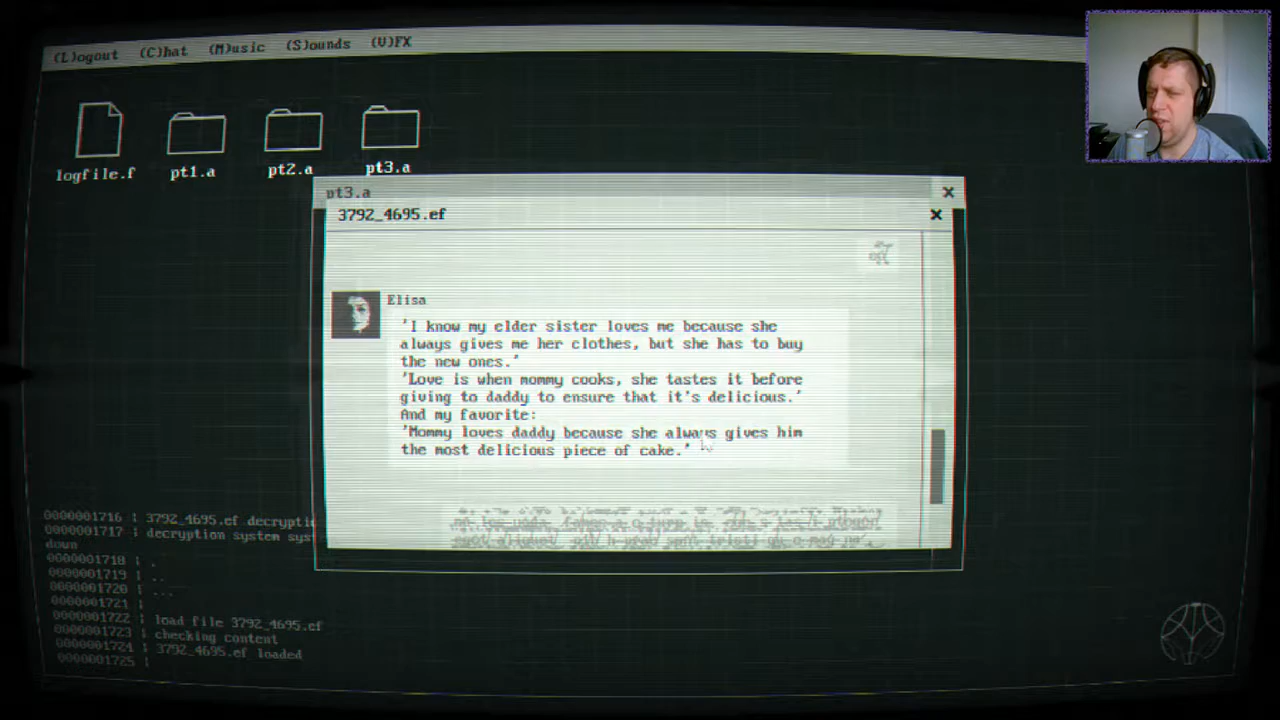 (L)ogout (C)hat (M)usic (S)ounds (V)FX
logfile.f pt1.a pt2.a pt3.a
pt3.a
3792_4695.ef
Elisa
'I know my elder sister loves me because she
always gives me her clothes, but she has to buy
the new ones.'
'Love is when mommy cooks, she tastes it before
giving to daddy to ensure that it's delicious.'
And my favorite:
'Mommy loves daddy because she always gives him
the most delicious piece of cake.'
0000001716 | 3792_4695.ef decryptio
0000001717 | decryption system sys
down
0000001718 | .
0000001719 | ..
0000001720 | ...
0000001721 |
0000001722 | load file 3792_4695.ef
0000001723 | checking content
0000001724 | 3792_4695.ef loaded
0000001725 |